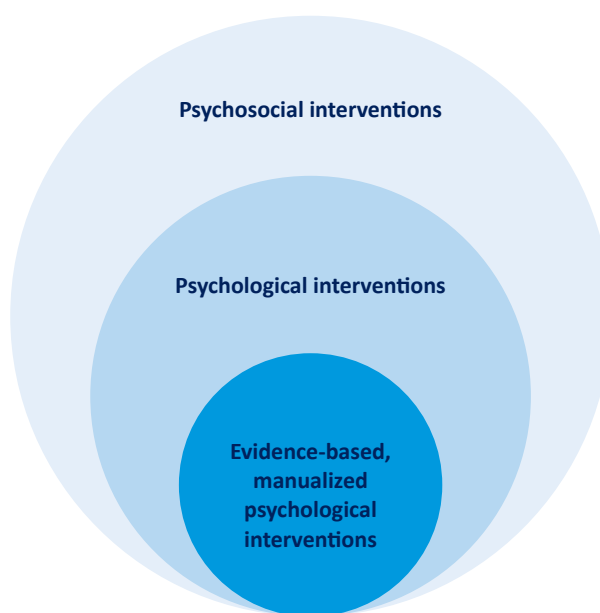 Psychosocial interventions
Psychological interventions
Evidence-based,
manualized
psychological
interventions